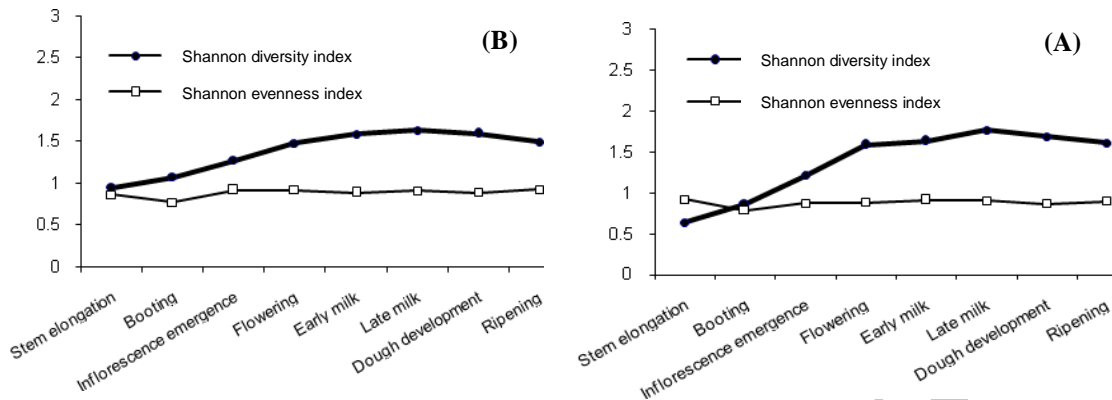 3
2.5
2
1.5
1
0.5
0
(B)
Shannon diversity index
Shannon evenness index
Stem elongation
Booting
Inflorescence emergence
Flowering
Early milk
Late milk
Dough development
Ripening
3
2.5
2
1.5
1
0.5
0
(A)
Shannon diversity index
Shannon evenness index
Stem elongation
Booting
Inflorescence emergence
Flowering
Early milk
Late milk
Dough development
Ripening